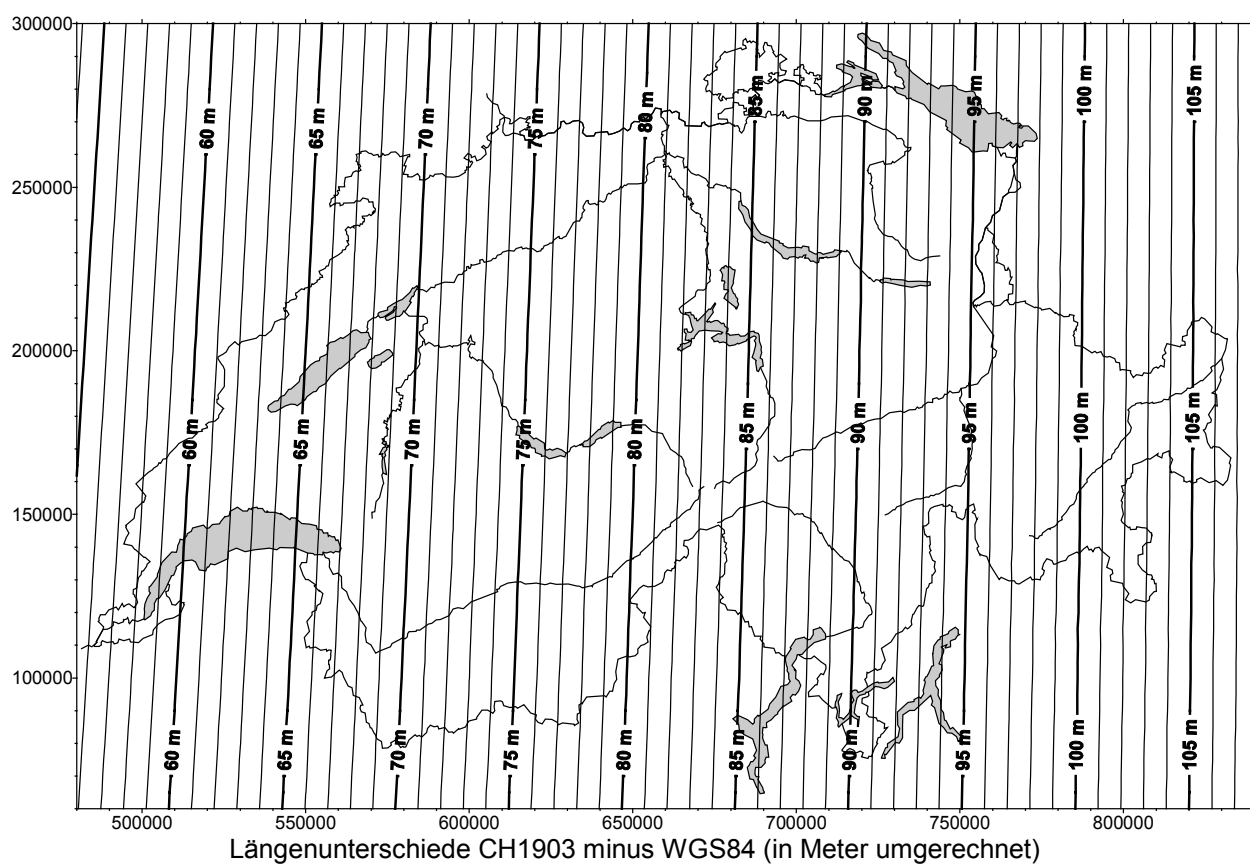 300000
60 m 65 m 70 m 75 m 80 m 85 m 90 m 95 m 100 m 105 m
250000
200000
60 m 65 m 70 m 75 m 80 m 85 m 90 m 95 m 100 m 105 m
150000
100000
60 m 65 m 70 m 75 m 80 m 85 m 90 m 95 m 100 m 105 m
500000 550000 600000 650000 700000 750000 800000
Längenunterschiede CH1903 minus WGS84 (in Meter umgerechnet)